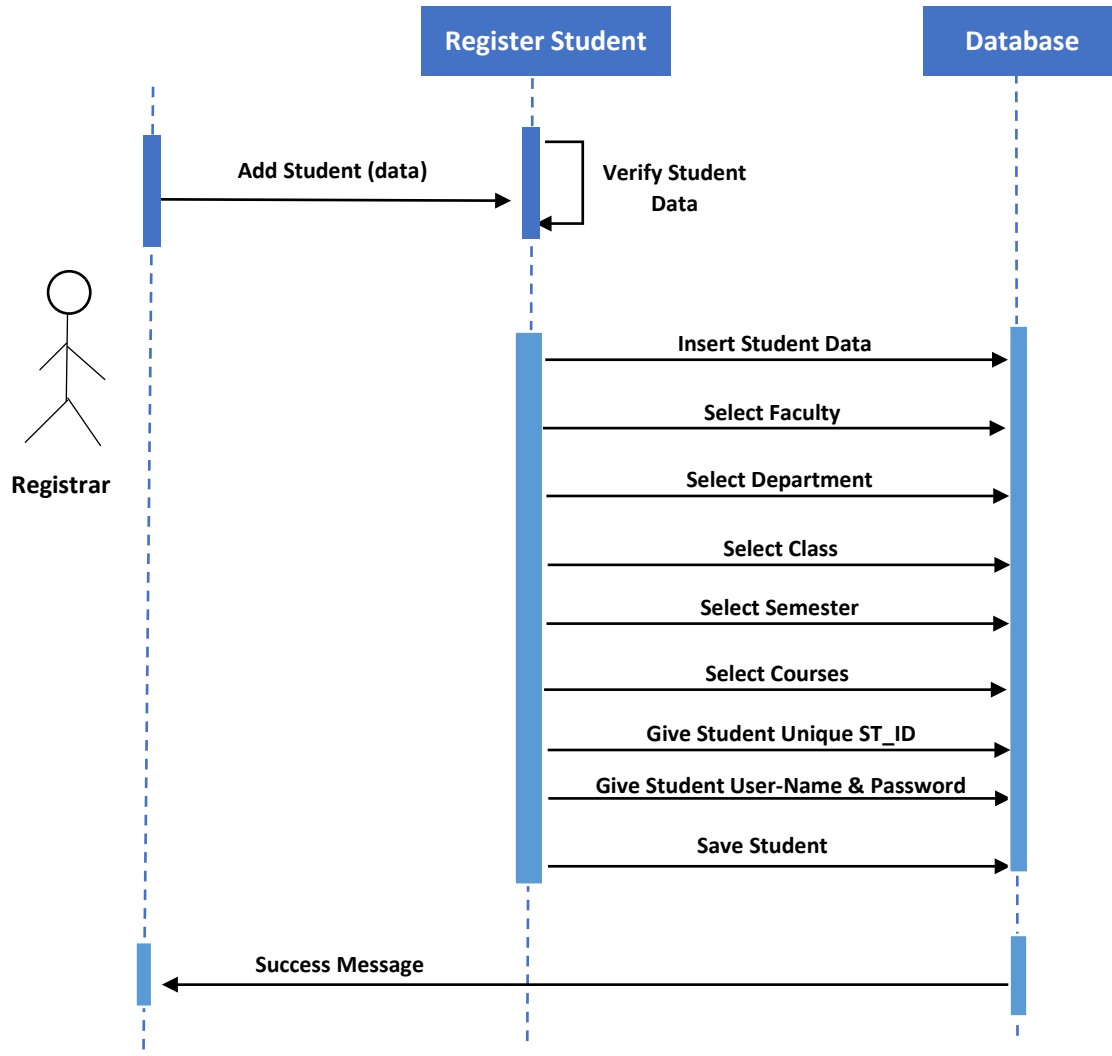 Register Student
Database
Add Student (data)
Verify Student
Data
Insert Student Data
Select Faculty
Registrar
Select Department
Select Class
Select Semester
Select Courses
Give Student Unique ST_ID
Give Student User-Name & Password
Save Student
Success Message